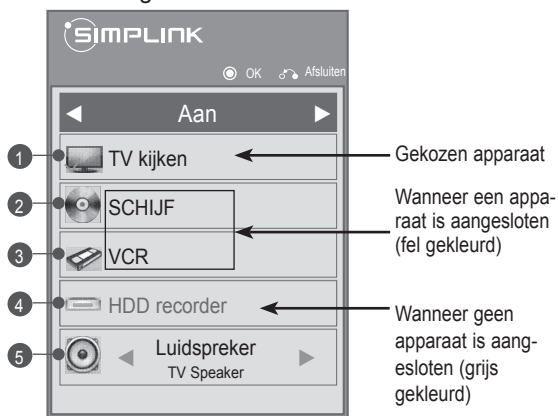 SIMPLINK
OK Afsluiten
Aan
1 TV kijken
Gekozen apparaat
2 SCHIJF
3 VCR
Wanneer een appa-
raat is aangesloten
(fel gekleurd)
4 HDD recorder
5 Luidspreker
TV Speaker
Wanneer geen
apparaat is aang-
esloten (grijs
gekleurd)